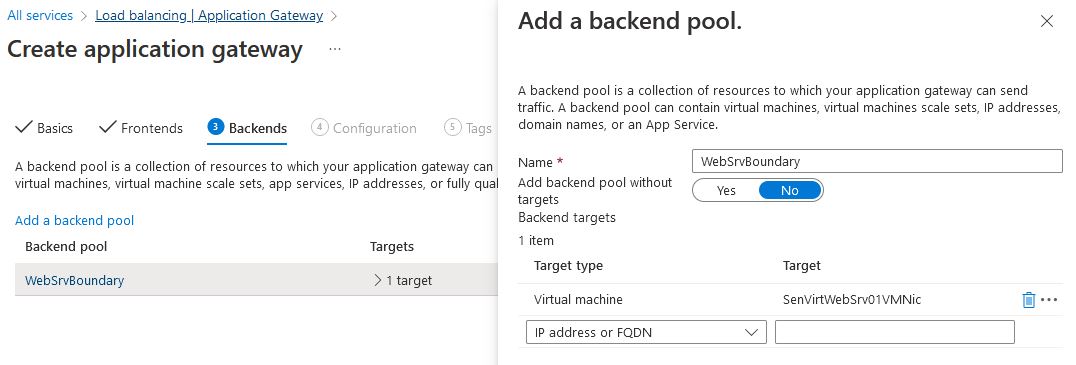 All services > Load balancing | Application Gateway >
Create application gateway ...
Basics Frontends 3 Backends 4 Configuration 5 Tags
A backend pool is a collection of resources to which your application gateway can
virtual machines, virtual machine scale sets, app services, IP addresses, or fully qual
Add a backend pool
Backend pool Targets
WebSrvBoundary > 1 target
Add a backend pool.
A backend pool is a collection of resources to which your application gateway can send
traffic. A backend pool can contain virtual machines, virtual machines scale sets, IP addresses,
domain names, or an App Service.
Name * WebSrvBoundary
Add backend pool without
targets
Yes No
Backend targets
1 item
Target type Target
Virtual machine SenVirtWebSrv01VMNic
IP address or FQDN